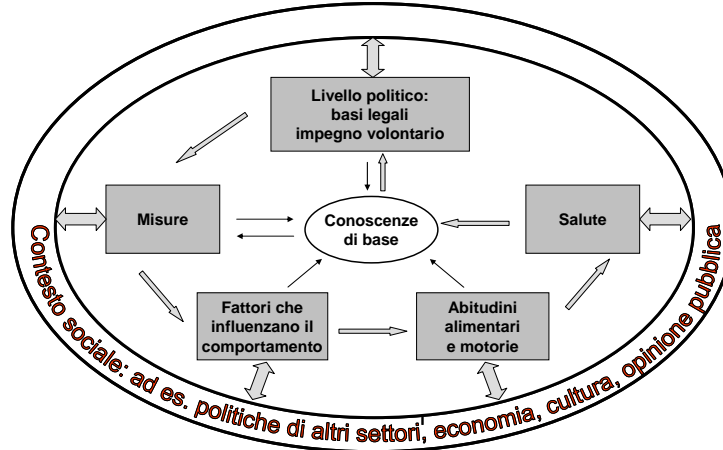 Livello politico:
basi legali
impegno volontario
Misure
Conoscenze
di base
Salute
Fattori che
influenzano il
comportamento
Abitudini
alimentari
e motorie
Contesto sociale: ad es. politiche di altri settori, economia, cultura, opinione pubblica